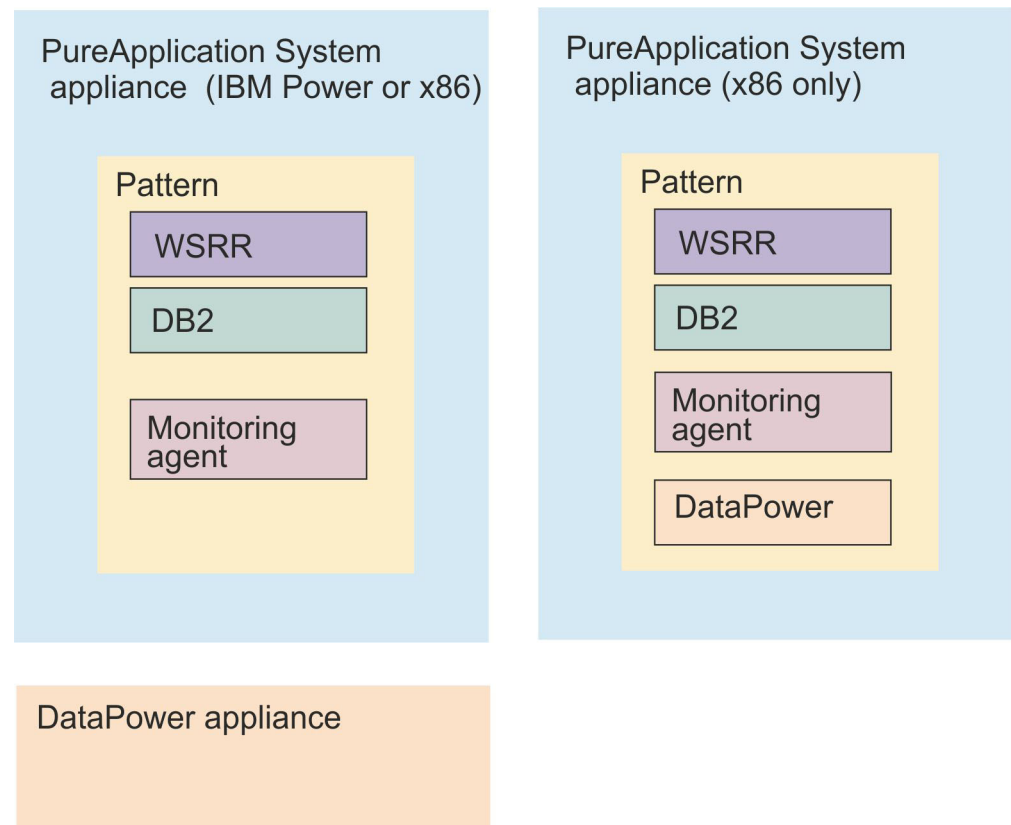 PureApplication System
appliance (IBM Power or x86)
Pattern
WSRR
DB2
Monitoring
agent
DataPower appliance
PureApplication System
appliance (x86 only)
Pattern
WSRR
DB2
Monitoring
agent
DataPower